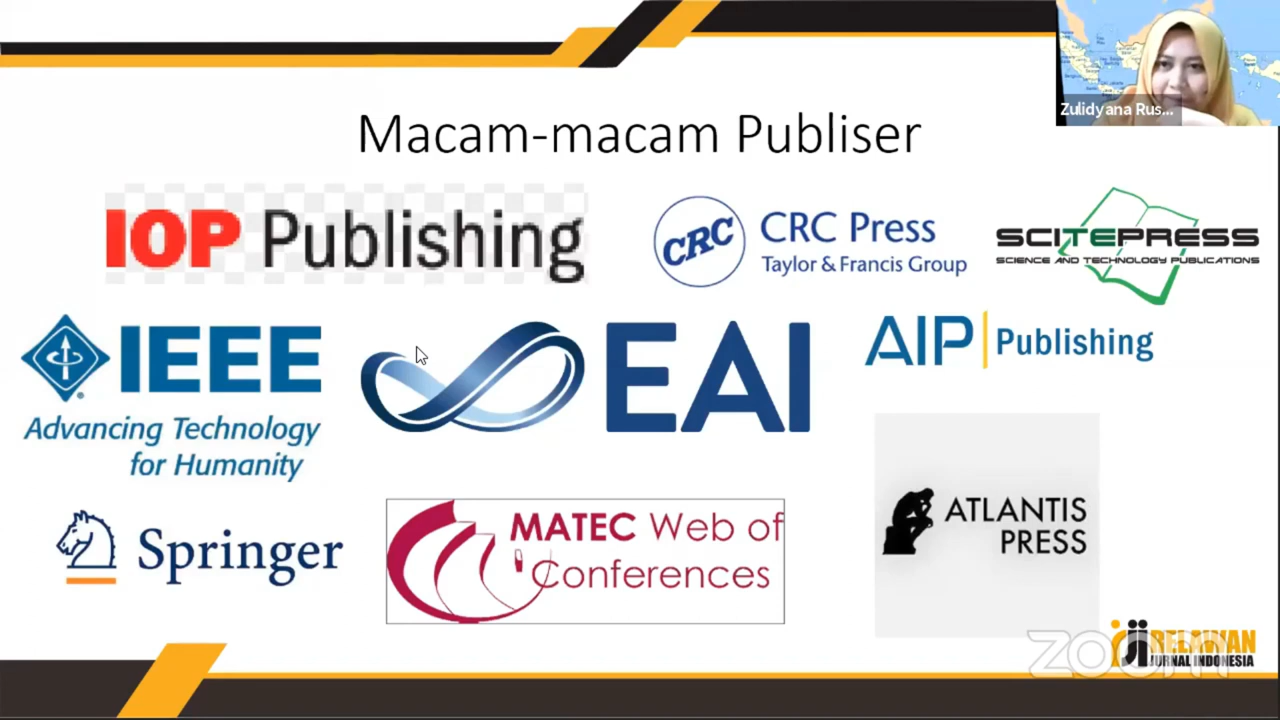 Zulidyana Rus...
Macam-macam Publiser
IOP Publishing
CRC
CRC Press
Taylor & Francis Group
SCITEPRESS
SCIENCE AND TECHNOLOGY PUBLICATIONS
IEEE
Advancing Technology
for Humanity
EAI
AIP Publishing
Springer
MATEC Web of
Conferences
ATLANTIS
PRESS
zoom
RELAWAN
JURNAL INDONESIA